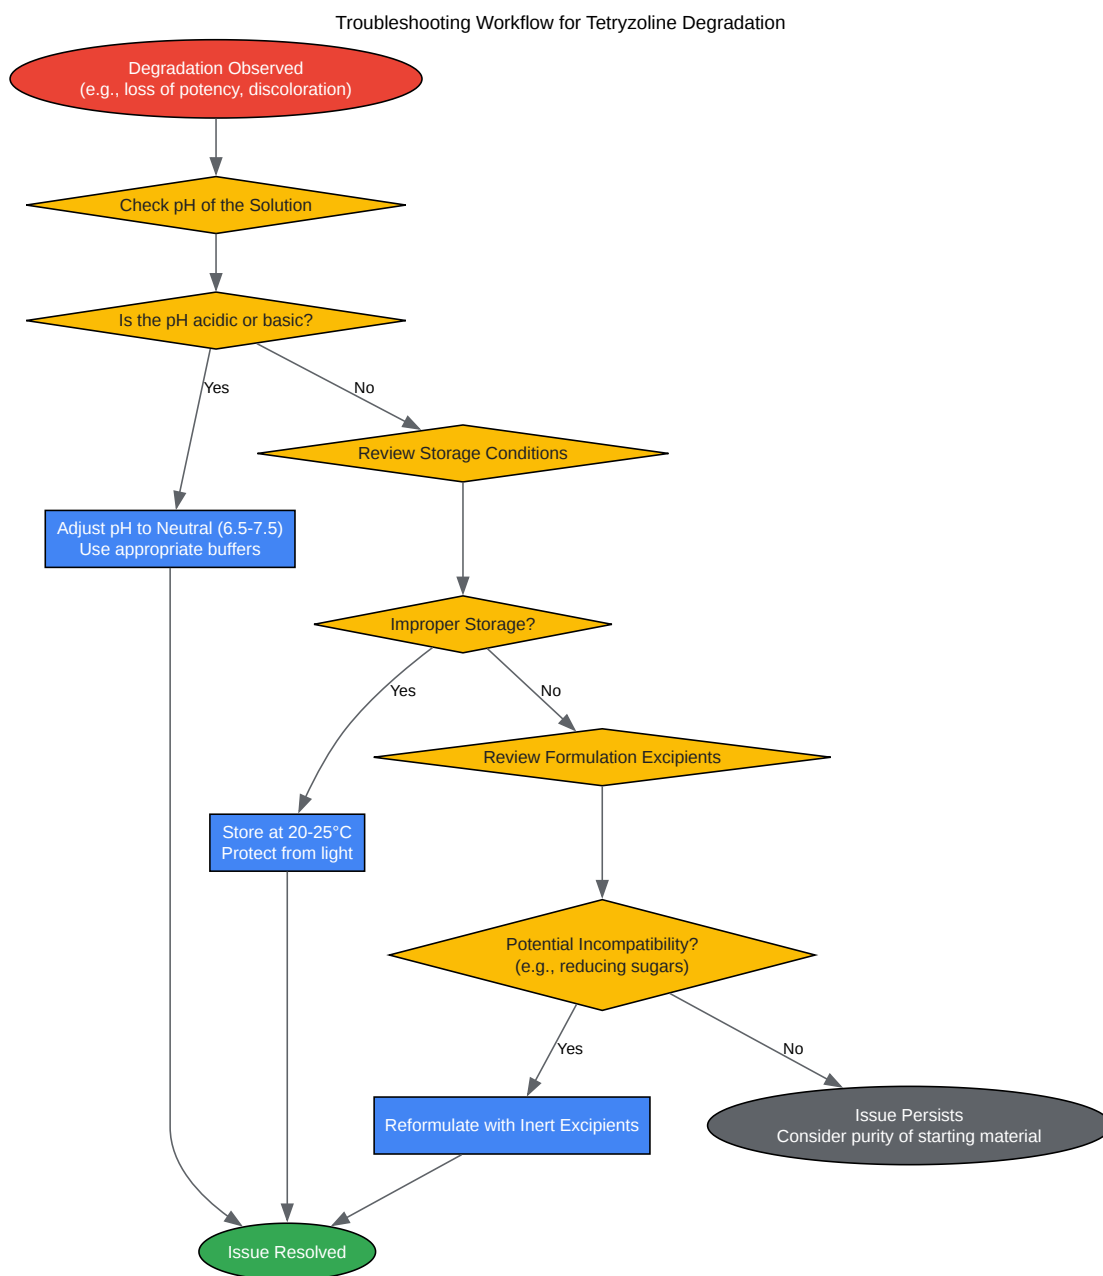 Troubleshooting Workflow for Tetryzoline Degradation
Degradation Observed
(e.g., loss of potency, discoloration)
Check pH of the Solution
Is the pH acidic or basic?
Yes
No
Review Storage Conditions
Adjust pH to Neutral (6.5-7.5)
Use appropriate buffers
Improper Storage?
Yes
No
Review Formulation Excipients
Store at 20-25°C
Protect from light
Potential Incompatibility?
(e.g., reducing sugars)
Yes
No
Reformulate with Inert Excipients
Issue Persists
Consider purity of starting material
Issue Resolved